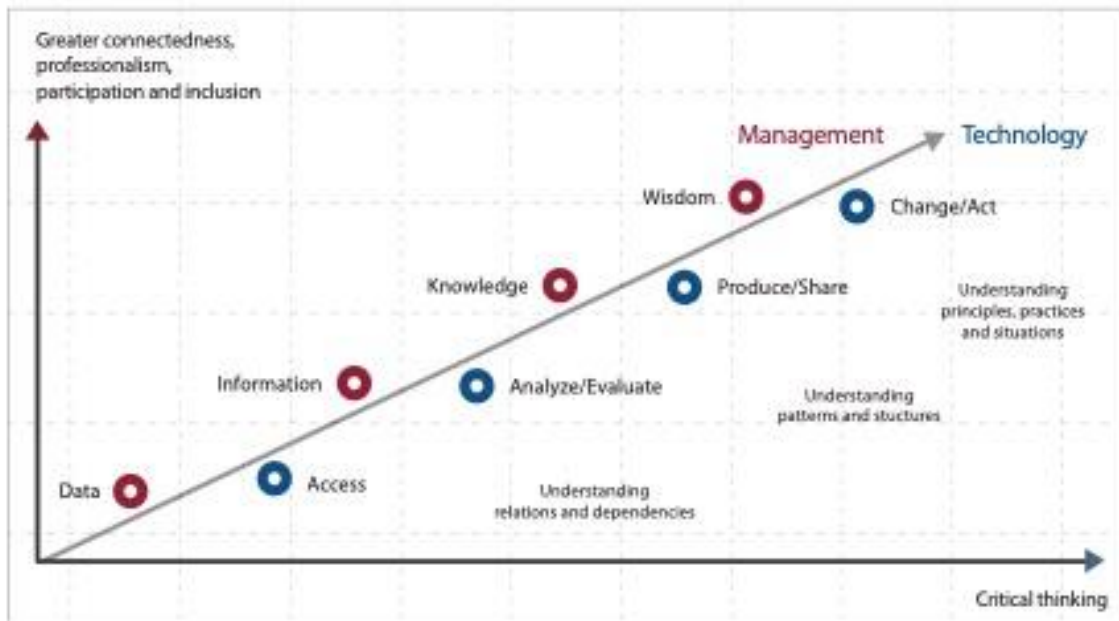 Greater connectedness,
professionalism,
participation and inclusion
Management
Technology
Wisdom
Change/Act
Knowledge
Produce/Share
Understanding
principles, practices
and situations
Information
Analyze/Evaluate
Understanding
patterns and stuctures
Data
Access
Understanding
relations and dependencies
Critical thinking